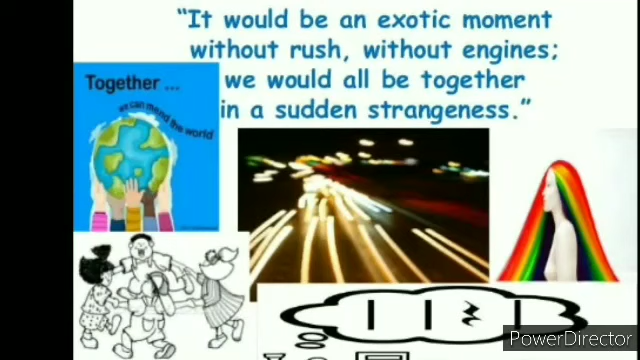 “It would be an exotic moment
without rush, without engines;
we would all be together
in a sudden strangeness.”
Together ...
we can mend the world
PowerDirector